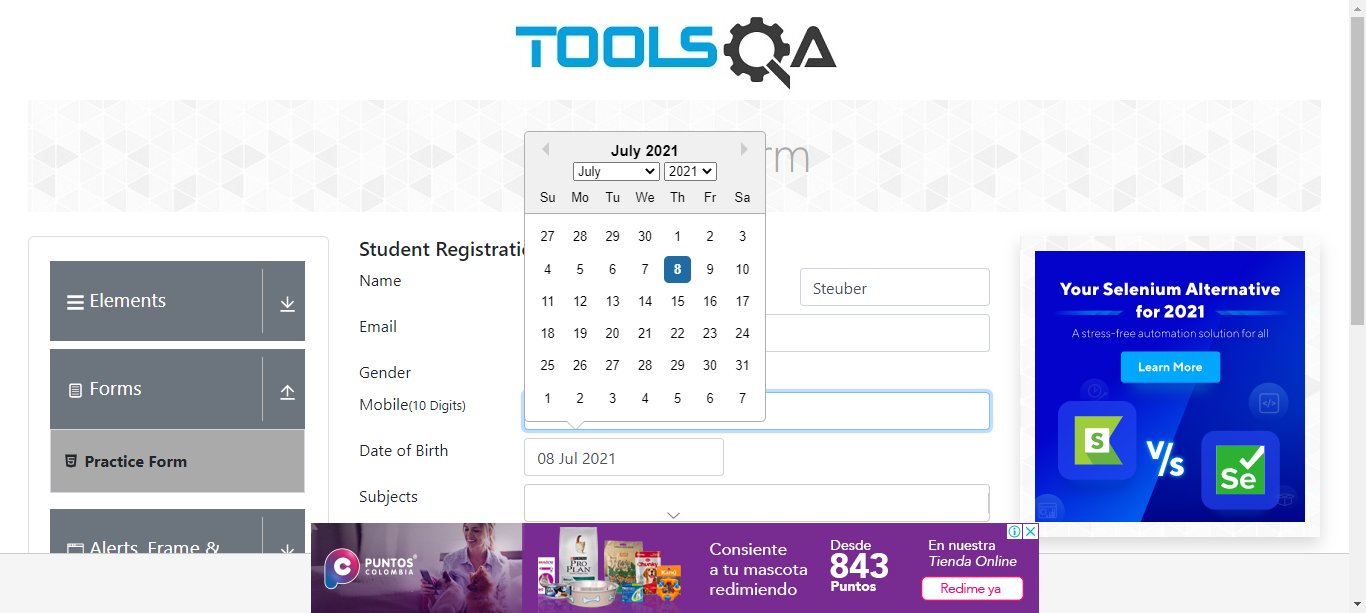 TOOLSQA
rm
July 2021
July
2021
Su Mo Tu We Th Fr Sa
27 28 29 30 1 2 3
4 5 6 7 8 9 10
11 12 13 14 15 16 17
18 19 20 21 22 23 24
25 26 27 28 29 30 31
1 2 3 4 5 6 7
Elements
Forms
Practice Form
Alerts, Frame &
Student Registrati
Name
Steuber
Email
Gender
Mobile(10 Digits)
Date of Birth
08 Jul 2021
Subjects
Your Selenium Alternative
for 2021
A stress-free automation solution for all
Learn More
S
V/s
Se
C PUNTOS
COLOMBIA
PRO
PLAN
Chunky
Consiente
a tu mascota
redimiendo
Desde
843
Puntos
En nuestra
Tienda Online
Redime ya